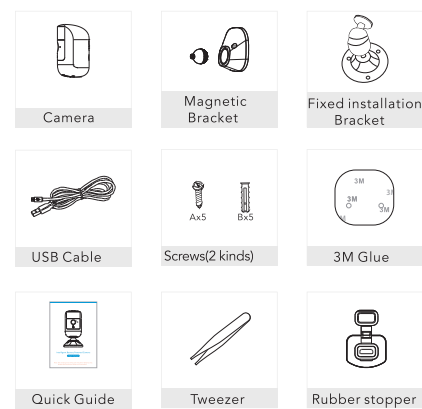 Camera
Magnetic
Bracket
Fixed installation
Bracket
USB Cable
Ax5
Bx5
Screws(2 kinds)
3M
3M
3M
3M Glue
Quick Guide
Tweezer
Rubber stopper